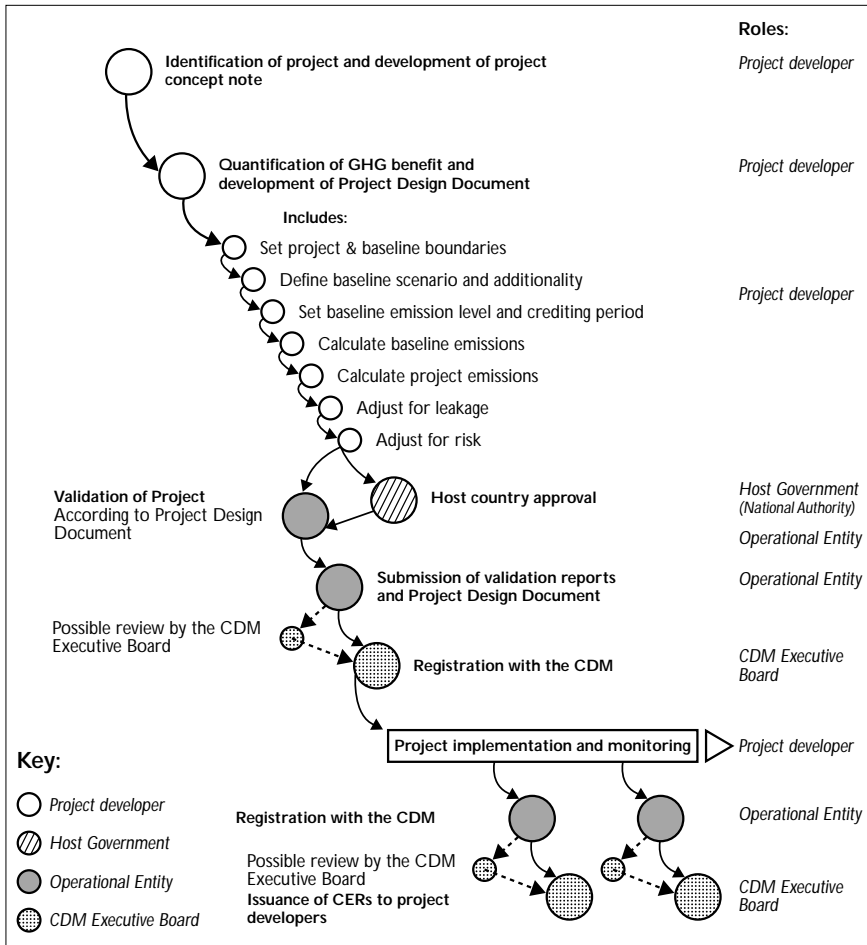 Roles:
Identification of project and development of project
concept note
Project developer
Quantification of GHG benefit and
development of Project Design Document
Project developer
Includes:
Set project & baseline boundaries
Define baseline scenario and additionality
Project developer
Set baseline emission level and crediting period
Calculate baseline emissions
Calculate project emissions
Adjust for leakage
Adjust for risk
Validation of Project
According to Project Design
Document
Host country approval
Host Government
(National Authority)
Operational Entity
Submission of validation reports
and Project Design Document
Operational Entity
Possible review by the CDM
Executive Board
Registration with the CDM
CDM Executive
Board
Project implementation and monitoring
Project developer
Key:
Project developer
Host Government
Operational Entity
CDM Executive Board
Registration with the CDM
Operational Entity
Possible review by the CDM
Executive Board
Issuance of CERs to project
developers
CDM Executive
Board